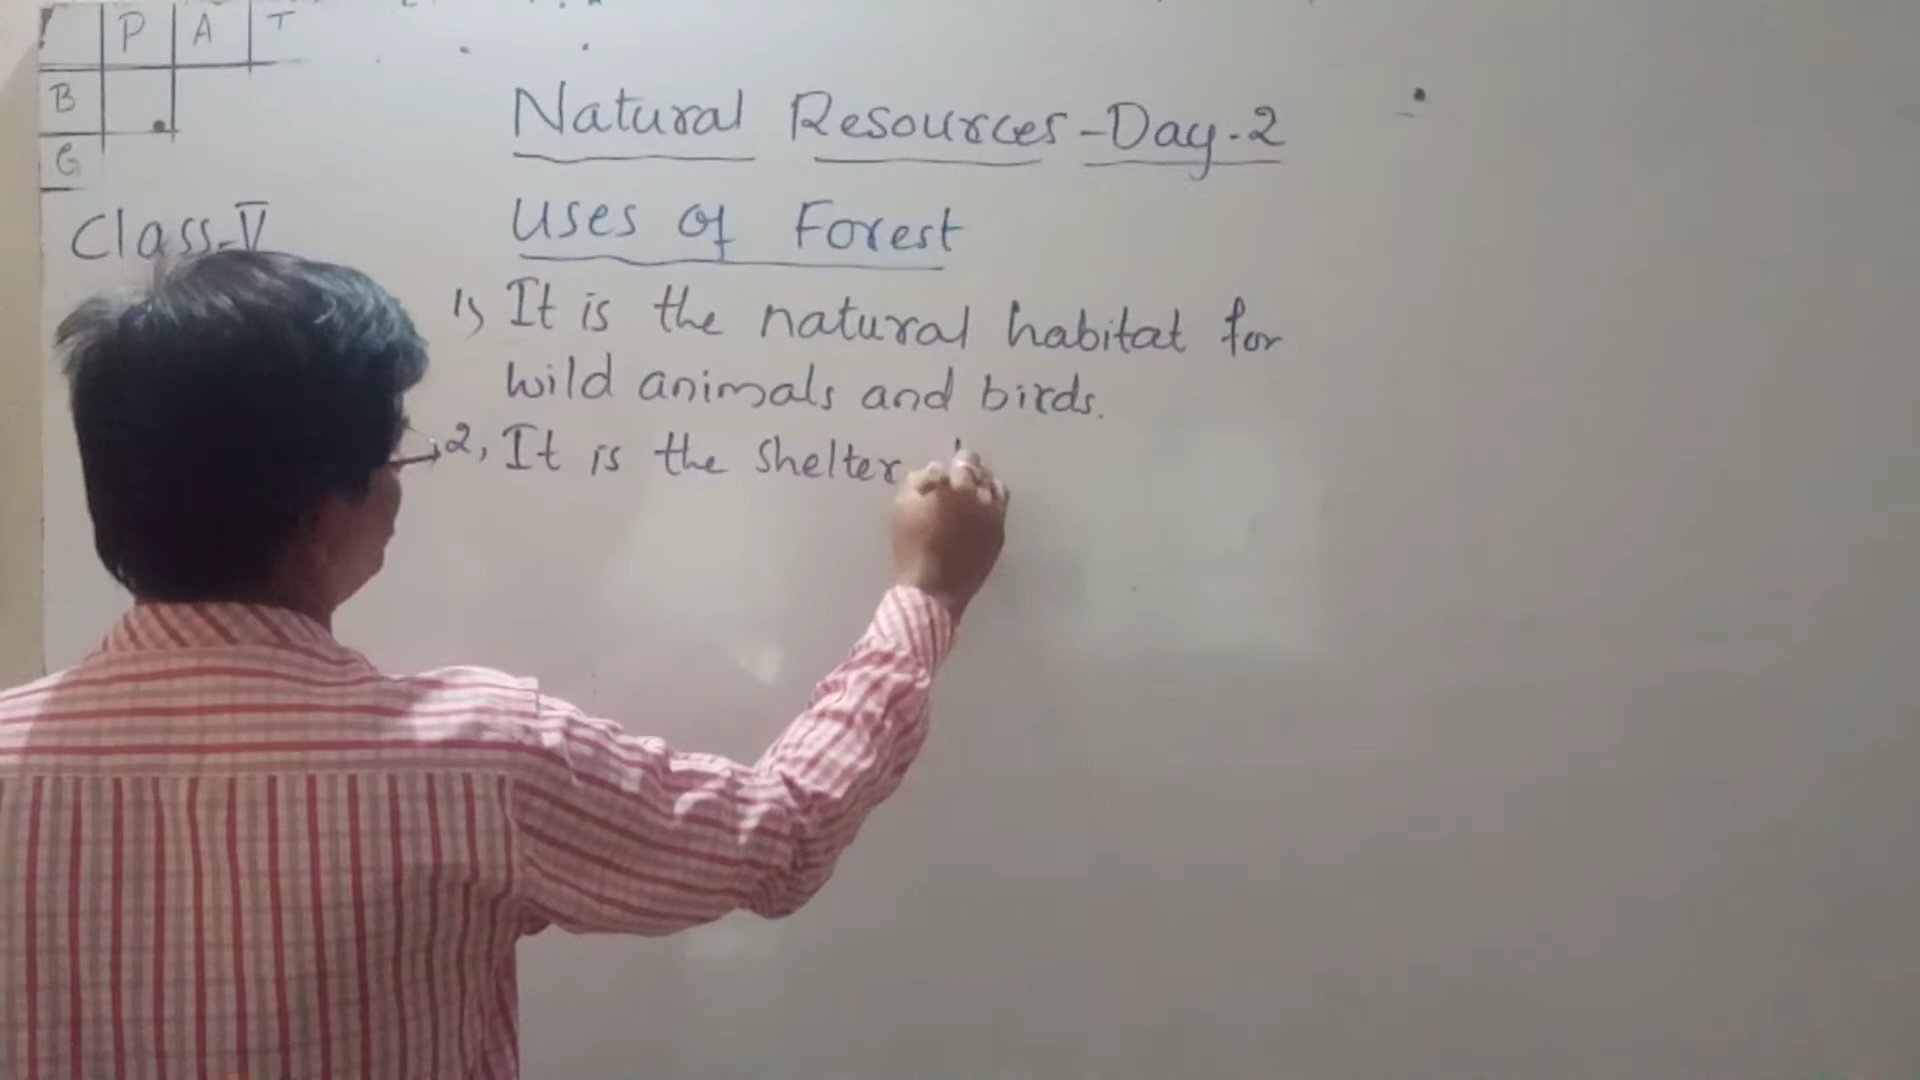 P A T
B
G
Natural Resources-Day-2
Class-V
Uses of Forest
1) It is the natural habitat for
wild animals and birds.
2, It is the shelter